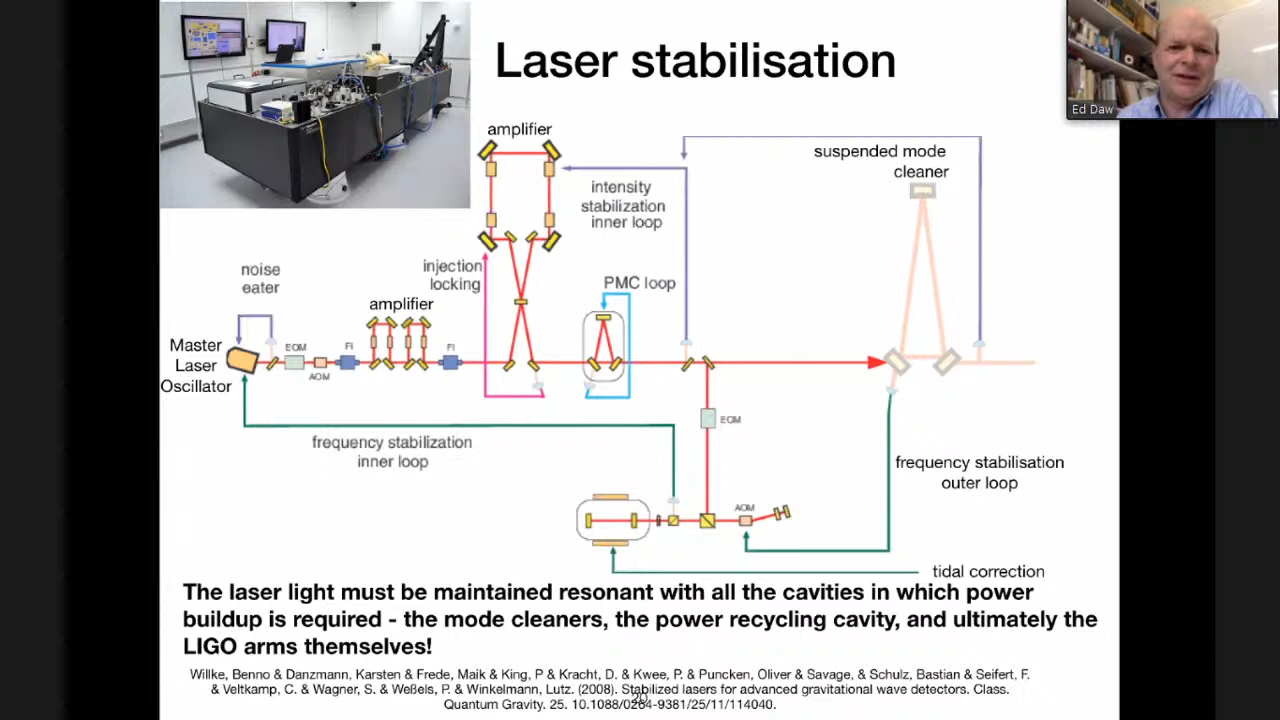 Laser stabilisation
Ed Daw
amplifier
suspended mode
cleaner
intensity
stabilization
inner loop
injection
locking
noise
eater
PMC loop
amplifier
Master
Laser
Oscillator
EOM
AOM
FI
FI
EOM
frequency stabilization
inner loop
frequency stabilisation
outer loop
AOM
tidal correction
The laser light must be maintained resonant with all the cavities in which power
buildup is required - the mode cleaners, the power recycling cavity, and ultimately the
LIGO arms themselves!
Willke, Benno & Danzmann, Karsten & Frede, Maik & King, P & Kracht, D. & Kwee, P. & Puncken, Oliver & Savage, & Schulz, Bastian & Seifert, F.
& Veltkamp, C. & Wagner, S. & Weßels, P. & Winkelmann, Lutz. (2008). Stabilized lasers for advanced gravitational wave detectors. Class.
Quantum Gravity. 25. 10.1088/0264-9381/25/11/114040.
20